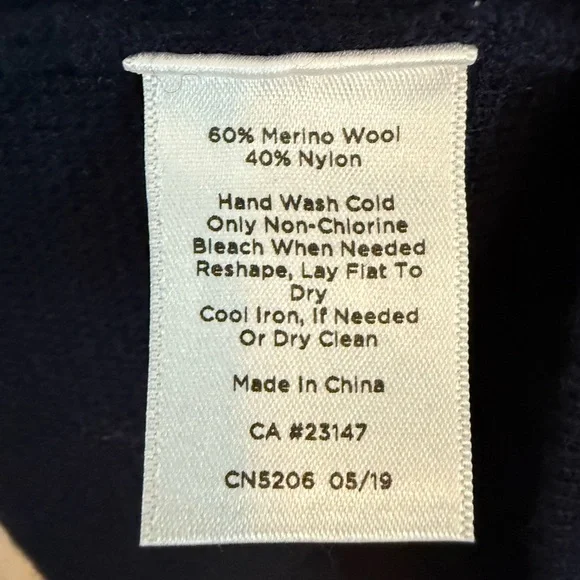 60% Merino Wool
40% Nylon
Hand Wash Cold
Only Non-Chlorine
Bleach When Needed
Reshape, Lay Flat To
Dry
Cool Iron, If Needed
Or Dry Clean
Made In China
CA #23147
CN5206 05/19